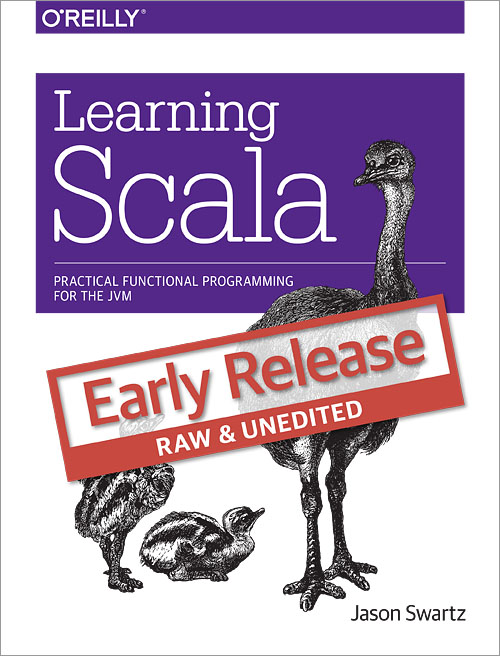 O'REILLY®
Learning
Scala
PRACTICAL FUNCTIONAL PROGRAMMING
FOR THE JVM
Early Release
RAW & UNEDITED
Jason Swartz